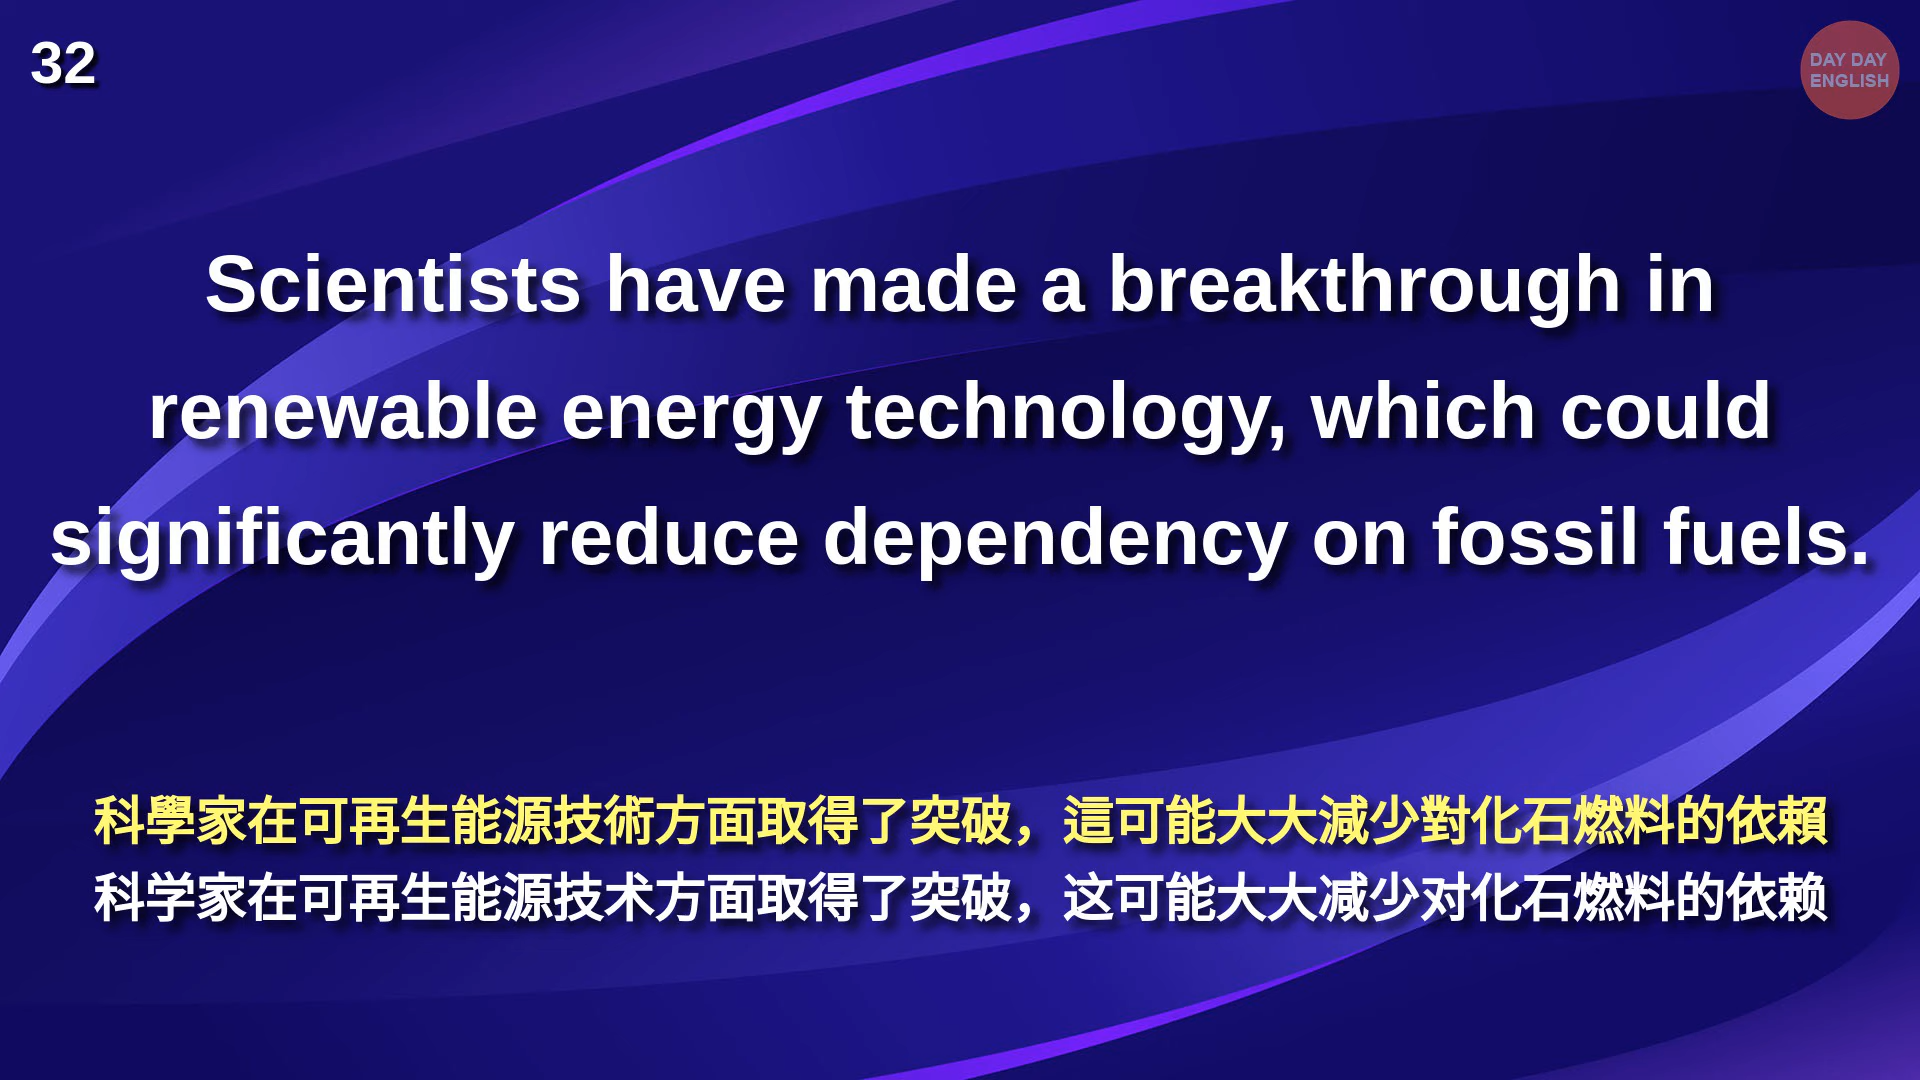 32
DAY DAY
ENGLISH
Scientists have made a breakthrough in
renewable energy technology, which could
significantly reduce dependency on fossil fuels.
科學家在可再生能源技術方面取得了突破，這可能大大減少對化石燃料的依賴
科学家在可再生能源技术方面取得了突破，这可能大大减少对化石燃料的依赖